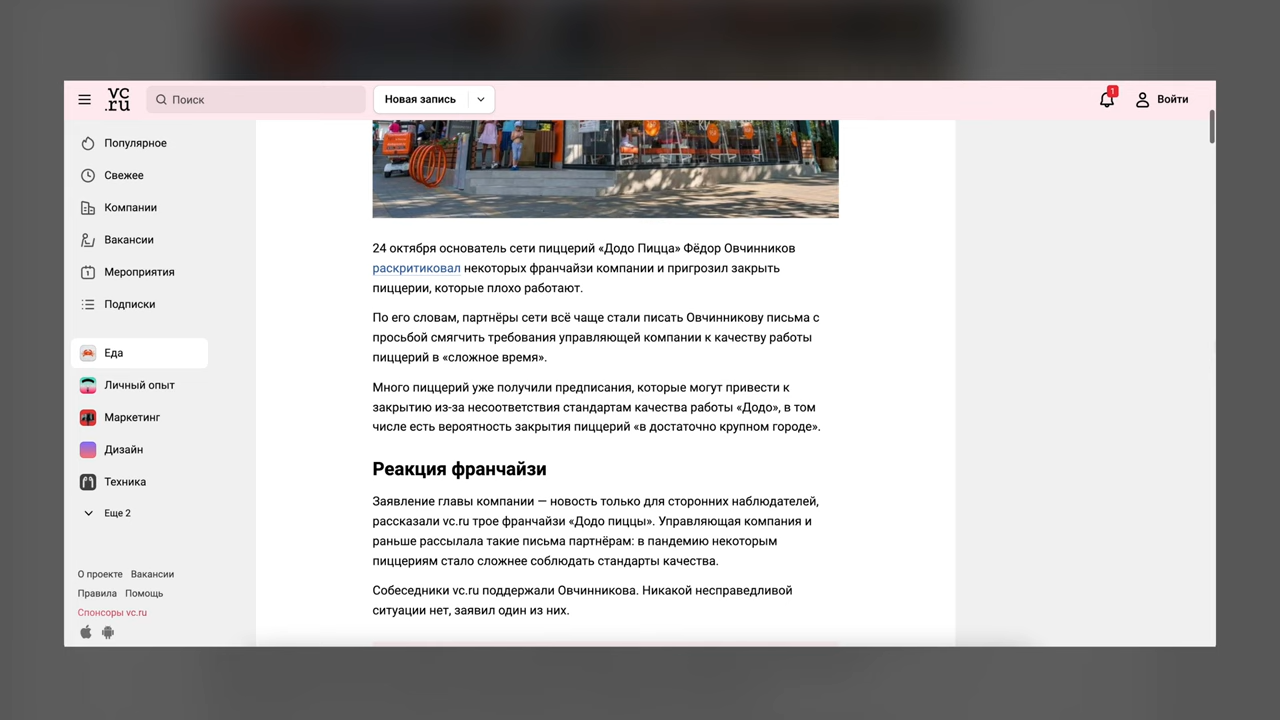 vc
.ru
Поиск
Новая запись
1
Войти
Популярное
Свежее
Компании
Вакансии
1
Мероприятия
Подписки
Еда
Личный опыт
Маркетинг
Дизайн
Техника
Еще 2
О проекте Вакансии
Правила Помощь
Спонсоры vc.ru
24 октября основатель сети пиццерий «Додо Пицца» Фёдор Овчинников
раскритиковал некоторых франчайзи компании и пригрозил закрыть
пиццерии, которые плохо работают.
По его словам, партнёры сети всё чаще стали писать Овчинникову письма с
просьбой смягчить требования управляющей компании к качеству работы
пиццерий в «сложное время».
Много пиццерий уже получили предписания, которые могут привести к
закрытию из-за несоответствия стандартам качества работы «Додо», в том
числе есть вероятность закрытия пиццерий «в достаточно крупном городе».
Реакция франчайзи
Заявление главы компании — новость только для сторонних наблюдателей,
рассказали vc.ru трое франчайзи «Додо пиццы». Управляющая компания и
раньше рассылала такие письма партнёрам: в пандемию некоторым
пиццериям стало сложнее соблюдать стандарты качества.
Собеседники vc.ru поддержали Овчинникова. Никакой несправедливой
ситуации нет, заявил один из них.